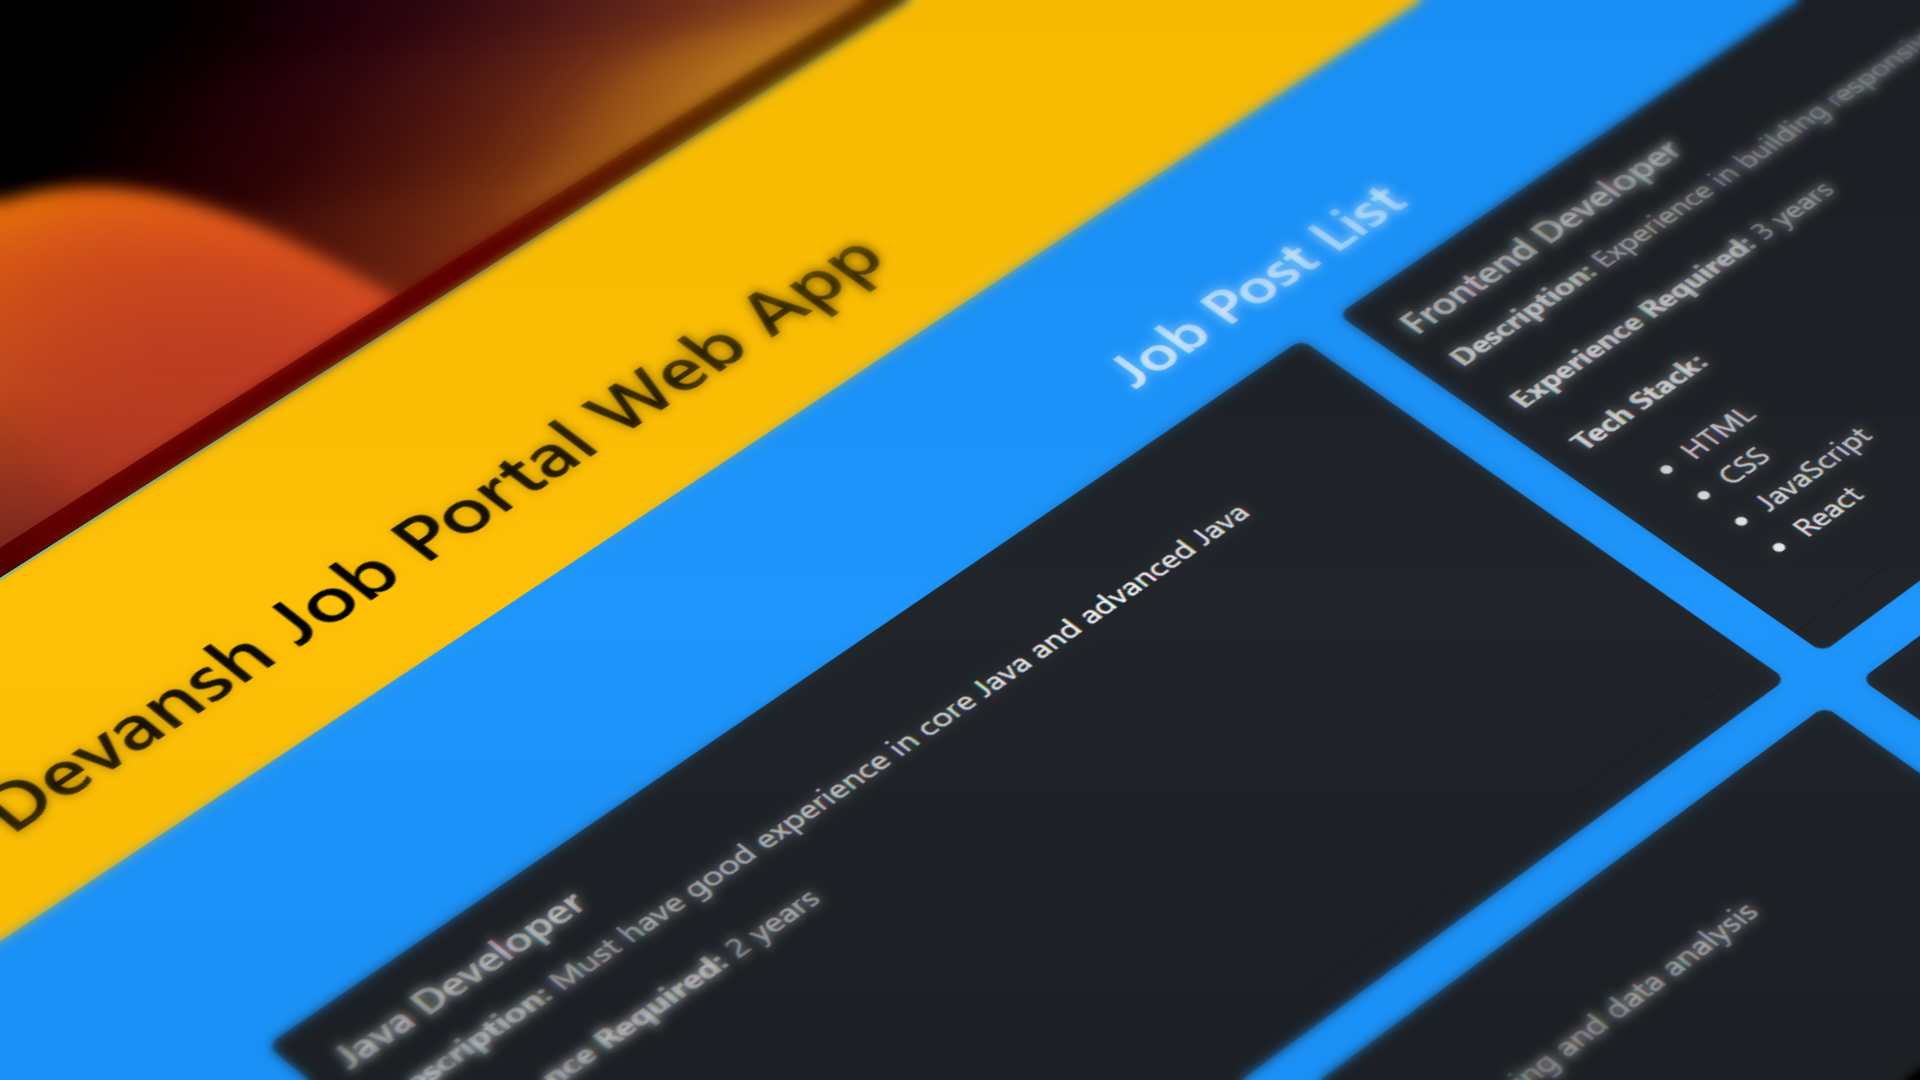 Devansh Job Portal Web App
Job Post List
Java Developer
scription: Must have good experience in core Java and advanced Java
nce Required: 2 years
Frontend Developer
Description: Experience in building responsiv
Experience Required: 3 years
Tech Stack:
• HTML
• CSS
• JavaScript
• React
ing and data analysis